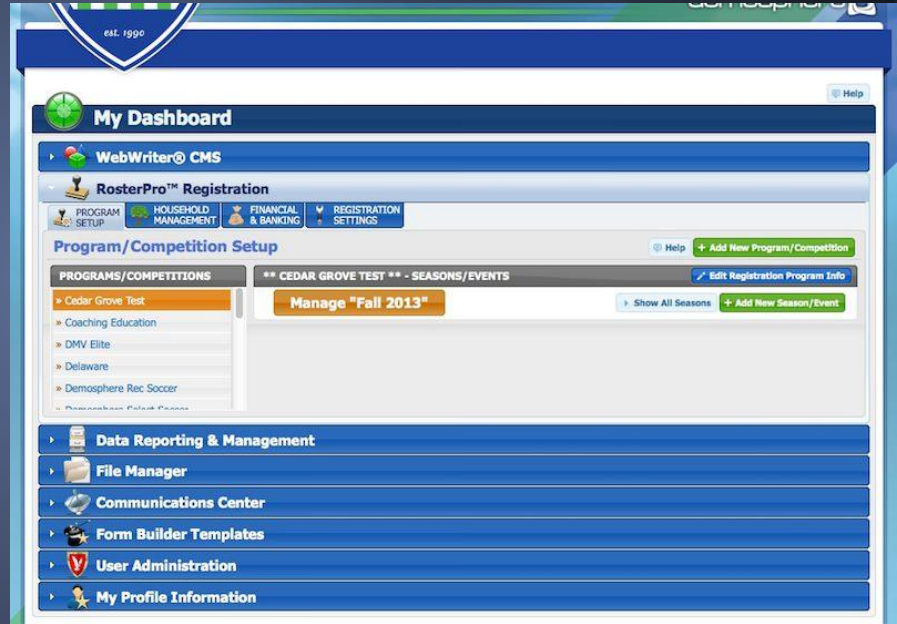 est. 1990
Help
My Dashboard
WebWriter® CMS
RosterPro™ Registration
PROGRAM SETUP
HOUSEHOLD MANAGEMENT
FINANCIAL & BANKING
REGISTRATION SETTINGS
Program/Competition Setup
Help
+ Add New Program/Competition
PROGRAMS/COMPETITIONS
** CEDAR GROVE TEST ** - SEASONS/EVENTS
Edit Registration Program Info
» Cedar Grove Test
Manage "Fall 2013"
Show All Seasons
+ Add New Season/Event
» Coaching Education
» DMV Elite
» Delaware
» Demosphere Rec Soccer
Data Reporting & Management
File Manager
Communications Center
Form Builder Templates
User Administration
My Profile Information